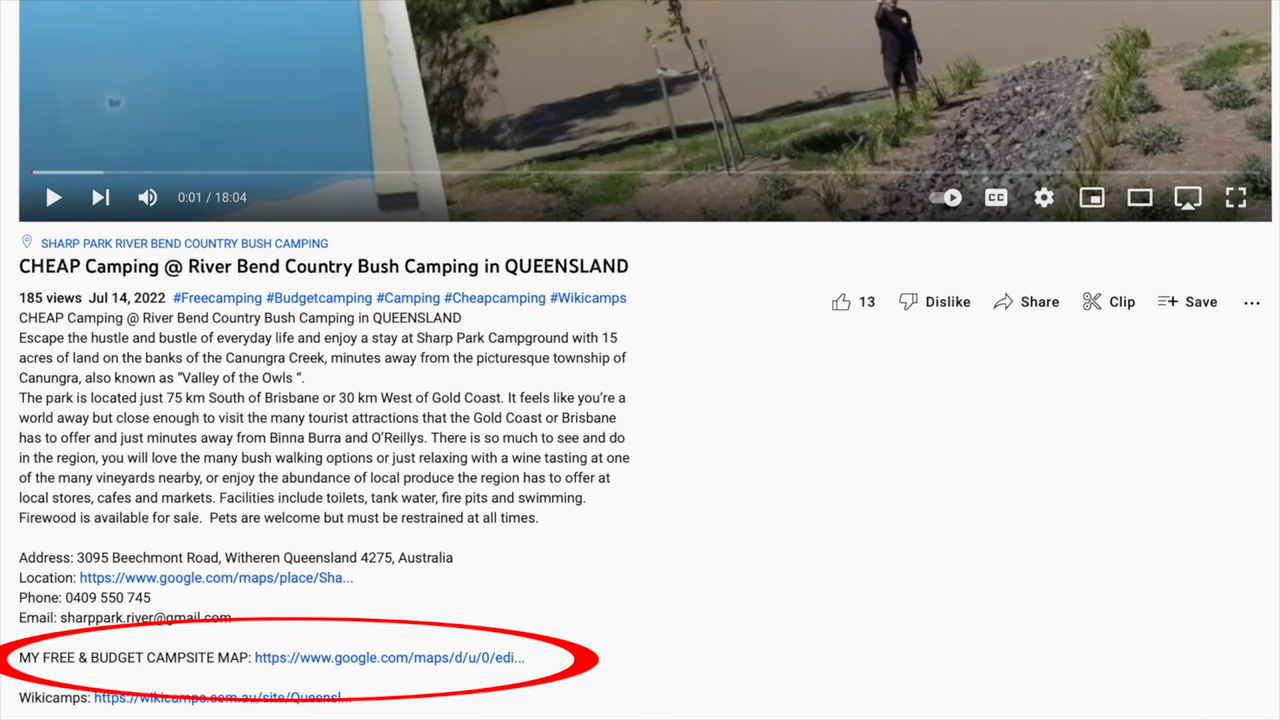 0:01 / 18:04
CC
SHARP PARK RIVER BEND COUNTRY BUSH CAMPING
CHEAP Camping @ River Bend Country Bush Camping in QUEENSLAND
185 views Jul 14, 2022 #Freecamping #Budgetcamping #Camping #Cheapcamping #Wikicamps
13 Dislike Share Clip Save ...
CHEAP Camping @ River Bend Country Bush Camping in QUEENSLAND
Escape the hustle and bustle of everyday life and enjoy a stay at Sharp Park Campground with 15
acres of land on the banks of the Canungra Creek, minutes away from the picturesque township of
Canungra, also known as “Valley of the Owls “.
The park is located just 75 km South of Brisbane or 30 km West of Gold Coast. It feels like you’re a
world away but close enough to visit the many tourist attractions that the Gold Coast or Brisbane
has to offer and just minutes away from Binna Burra and O’Reillys. There is so much to see and do
in the region, you will love the many bush walking options or just relaxing with a wine tasting at one
of the many vineyards nearby, or enjoy the abundance of local produce the region has to offer at
local stores, cafes and markets. Facilities include toilets, tank water, fire pits and swimming.
Firewood is available for sale.  Pets are welcome but must be restrained at all times.
Address: 3095 Beechmont Road, Witheren Queensland 4275, Australia
Location: https://www.google.com/maps/place/Sha...
Phone: 0409 550 745
Email: sharppark.river@gmail.com
MY FREE & BUDGET CAMPSITE MAP: https://www.google.com/maps/d/u/0/edi...
Wikicamps: https://wikicamps.com.au/site/Queensl...